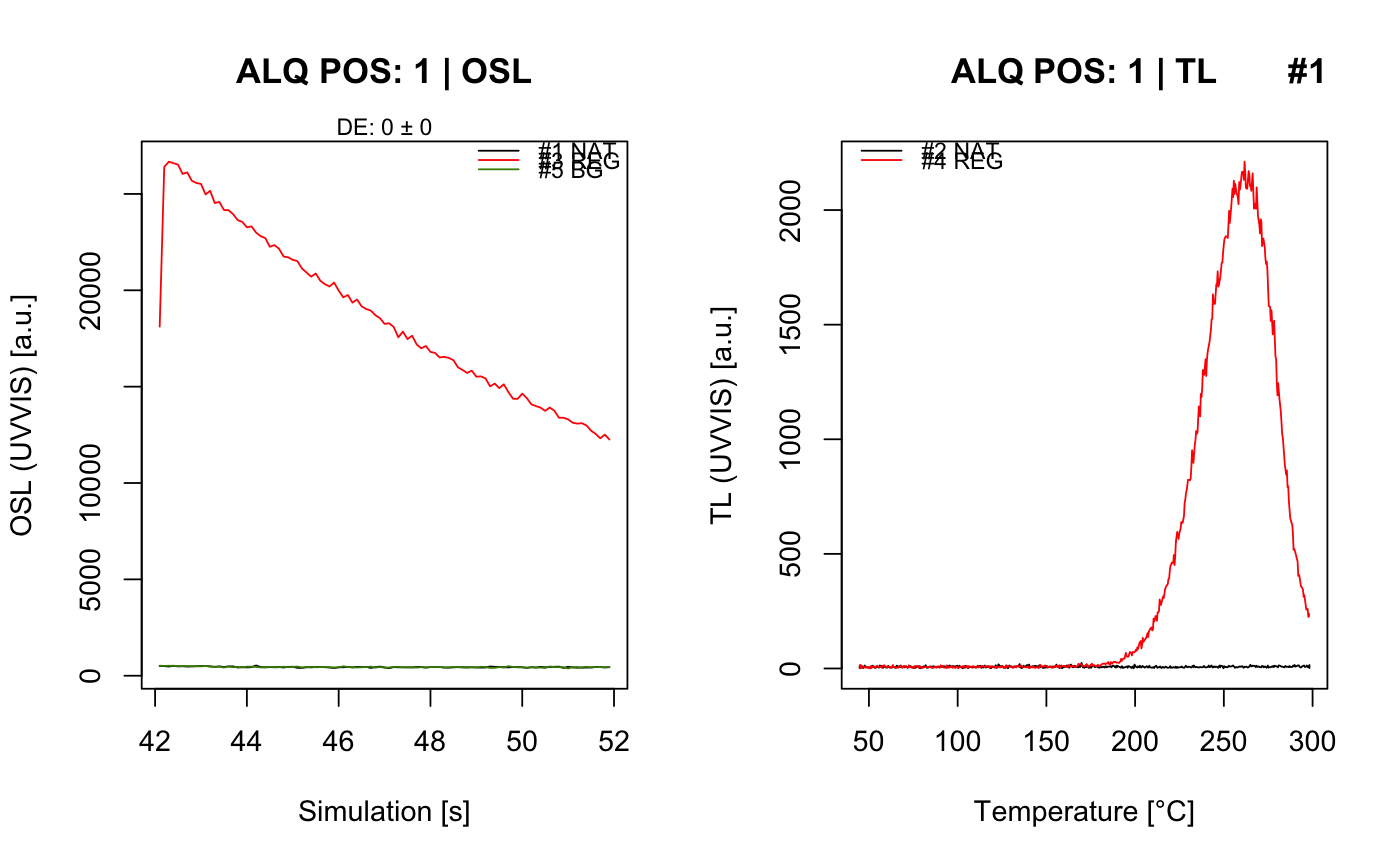 ALQ POS: 1 | OSL
DE: 0 ± 0
#1 NAT
#3 REG
#5 BG
OSL (UVVIS) [a.u.]
20000
10000
5000
0
42 44 46 48 50 52
Simulation [s]
ALQ POS: 1 | TL
#1
#2 NAT
#4 REG
TL (UVVIS) [a.u.]
2000
1500
1000
500
0
50 100 150 200 250 300
Temperature [°C]